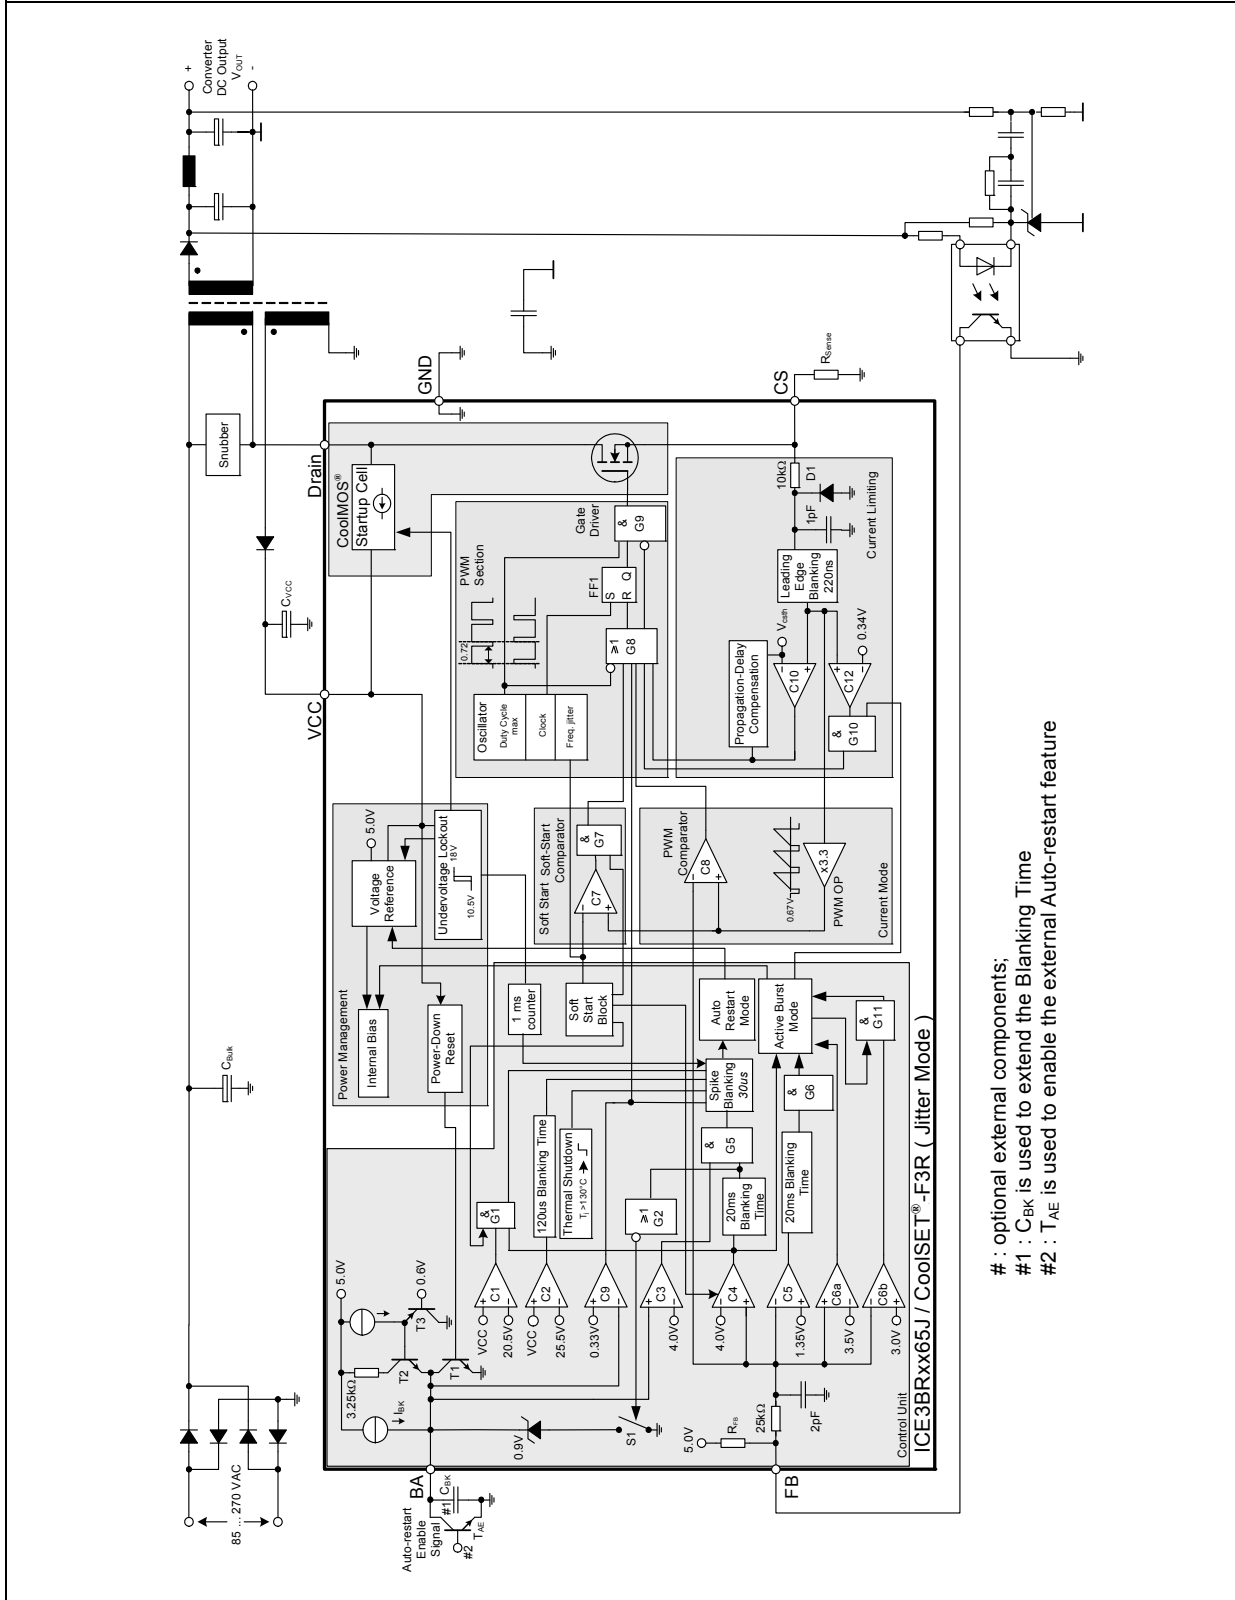 +
Converter
DC Output
VOUT
-
Snubber
85 ... 270 VAC
CBulk
CVCC
VCC
Drain
GND
CS
RSense
CoolMOS®
Startup Cell
Power Management
Internal Bias
Voltage
Reference
5.0V
Power-Down
Reset
Undervoltage Lockout
18V
10.5V
PWM
Section
0.72
Oscillator
Duty Cycle
max
Clock
Freq. jitter
≥1
G8
FF1
S
R Q
Gate
Driver
&
G9
Soft Start
Soft-Start
Comparator
C7
&
G7
1 ms
counter
Soft
Start
Block
5.0V
3.25kΩ
IBK
T2
T3
0.6V
T1
VCC
20.5V
C1
&
G1
VCC
25.5V
C2
120us Blanking Time
Thermal Shutdown
Tj >130°C
0.33V
C9
4.0V
C3
≥1
G2
4.0V
C4
20ms
Blanking
Time
&
G5
Spike
Blanking
30us
Auto
Restart
Mode
1.35V
C5
20ms Blanking
Time
&
G6
Active Burst
Mode
3.5V
C6a
3.0V
C6b
&
G11
PWM
Comparator
C8
0.67V
x3.3
PWM OP
Current Mode
Propagation-Delay
Compensation
Vcsth
C10
C12
0.34V
&
G10
Leading
Edge
Blanking
220ns
10kΩ
D1
1pF
Current Limiting
BA
Auto-restart
Enable
Signal
#1 CBK
#2
TAE
0.9V
S1
5.0V
RFB
25kΩ
2pF
FB
Control Unit
ICE3BRxx65J / CoolSET®-F3R ( Jitter Mode )
# : optional external components;
#1 : CBK is used to extend the Blanking Time
#2 : TAE is used to enable the external Auto-restart feature